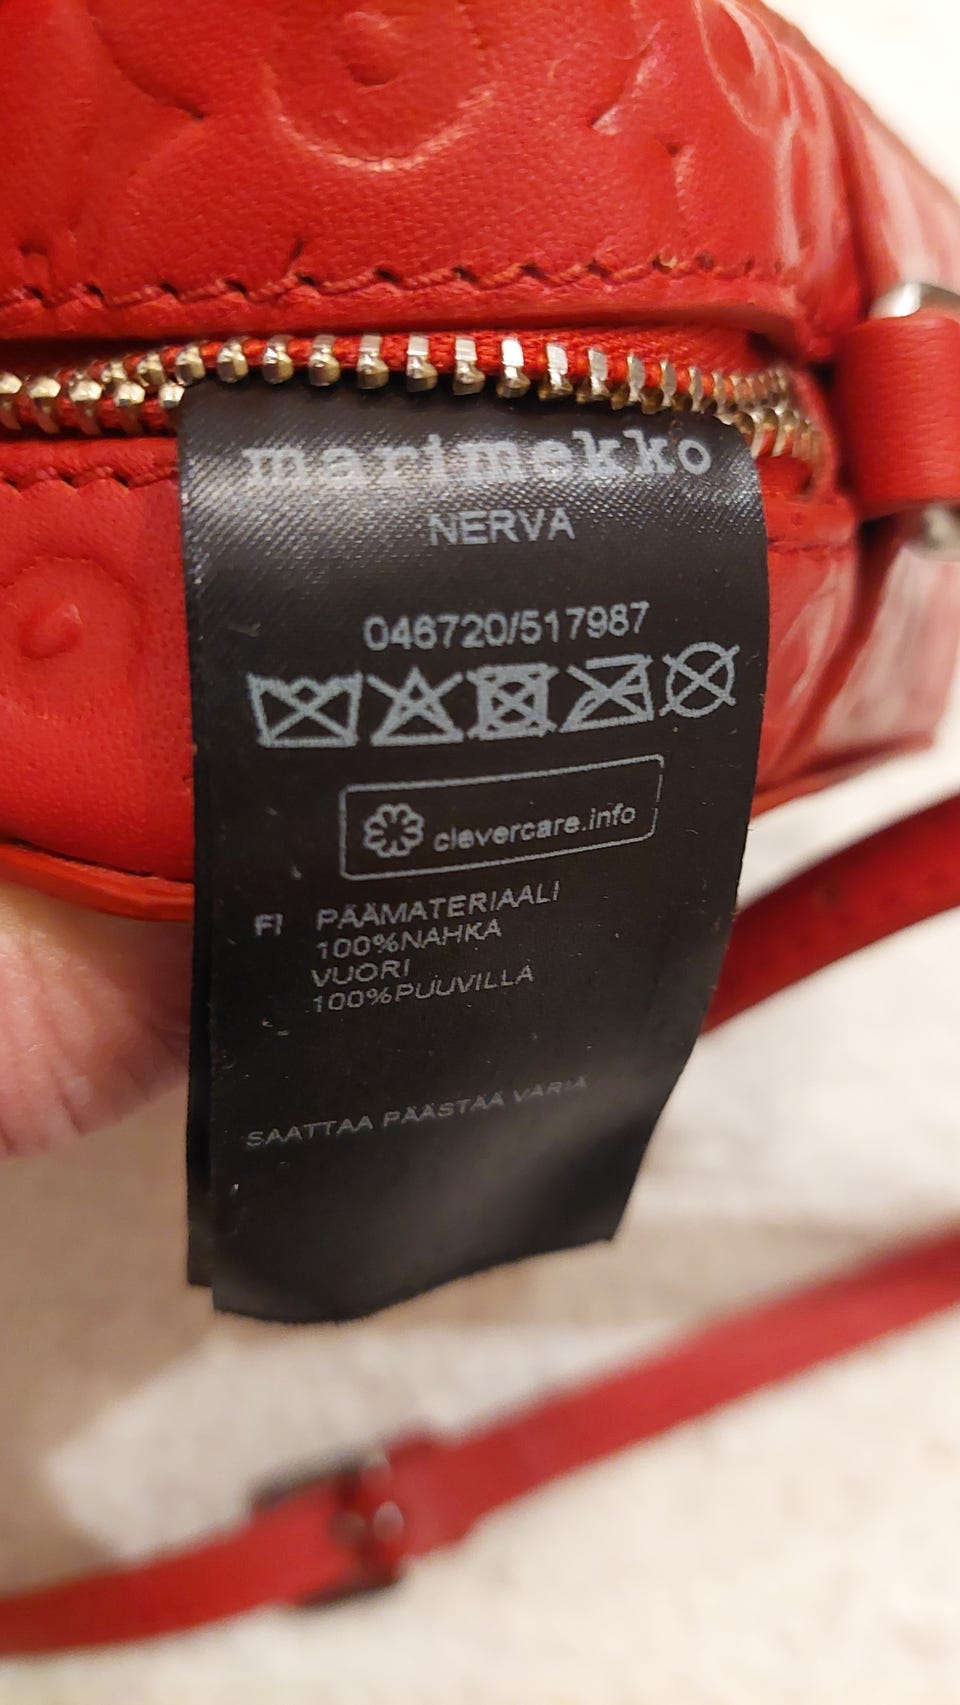 marimekko
NERVA
046720/517987
clevercare.info
FI PÄÄMATERIAALI
100%NAHKA
VUORI
100%PUUVILLA
SAATTAA PÄÄSTÄÄ VÄRIÄ